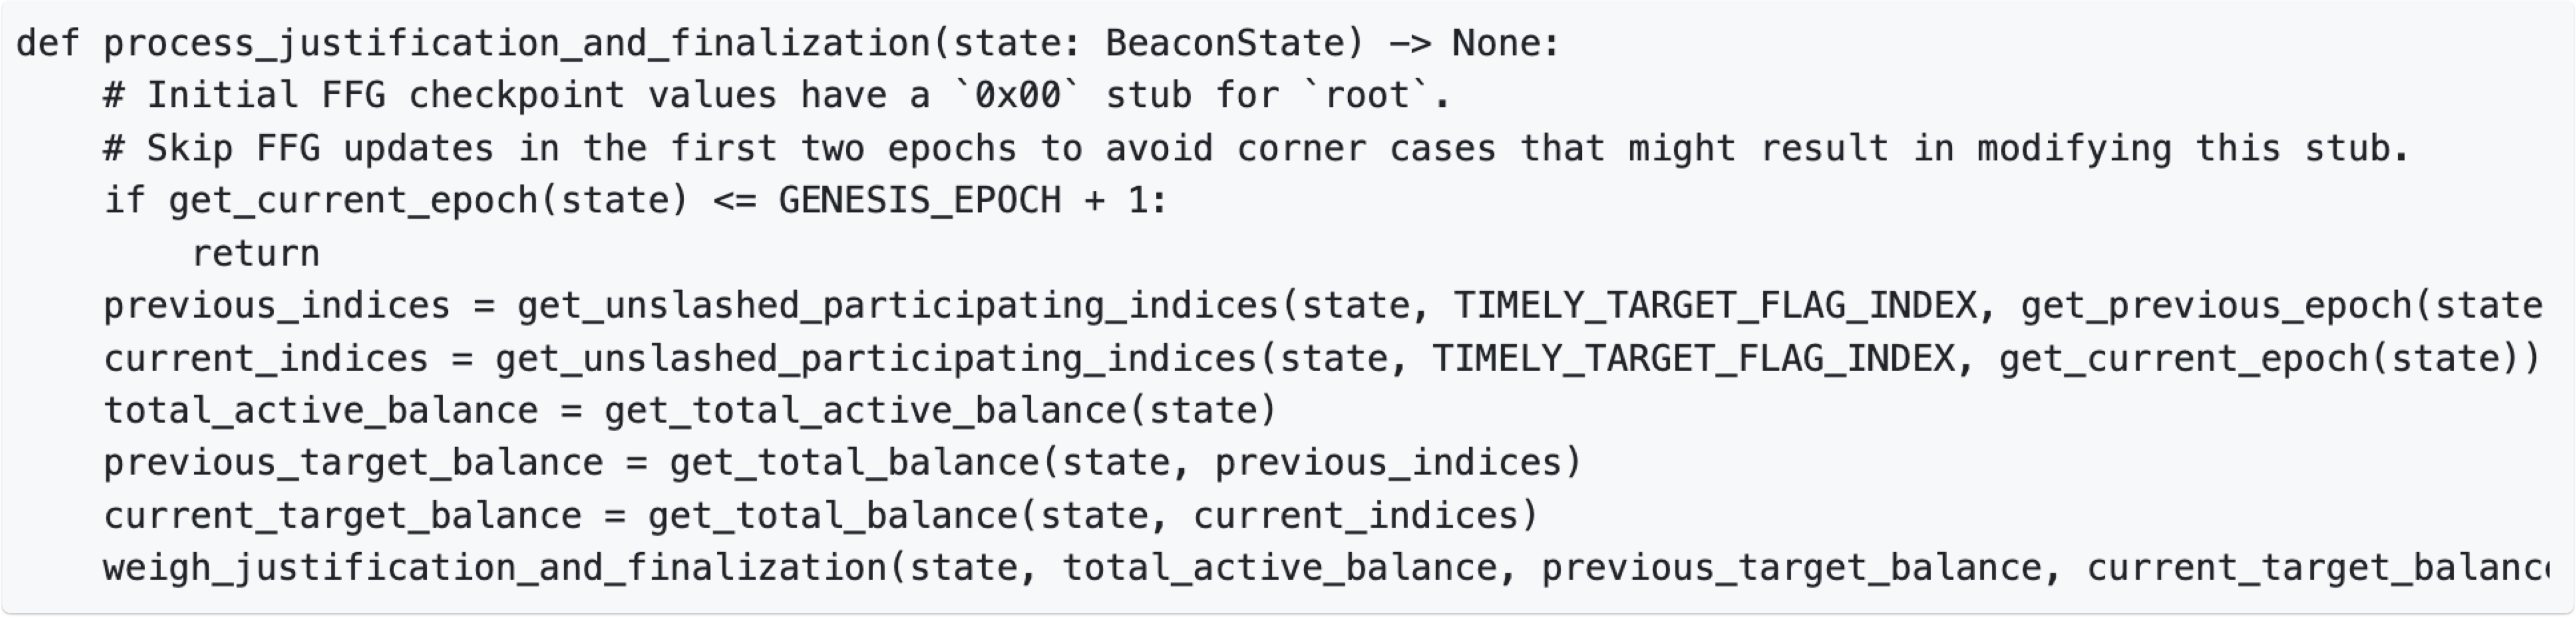 def process_justification_and_finalization(state: BeaconState) -> None:
    # Initial FFG checkpoint values have a `0x00` stub for `root`.
    # Skip FFG updates in the first two epochs to avoid corner cases that might result in modifying this stub.
    if get_current_epoch(state) <= GENESIS_EPOCH + 1:
        return
    previous_indices = get_unslashed_participating_indices(state, TIMELY_TARGET_FLAG_INDEX, get_previous_epoch(state
    current_indices = get_unslashed_participating_indices(state, TIMELY_TARGET_FLAG_INDEX, get_current_epoch(state))
    total_active_balance = get_total_active_balance(state)
    previous_target_balance = get_total_balance(state, previous_indices)
    current_target_balance = get_total_balance(state, current_indices)
    weigh_justification_and_finalization(state, total_active_balance, previous_target_balance, current_target_balanc